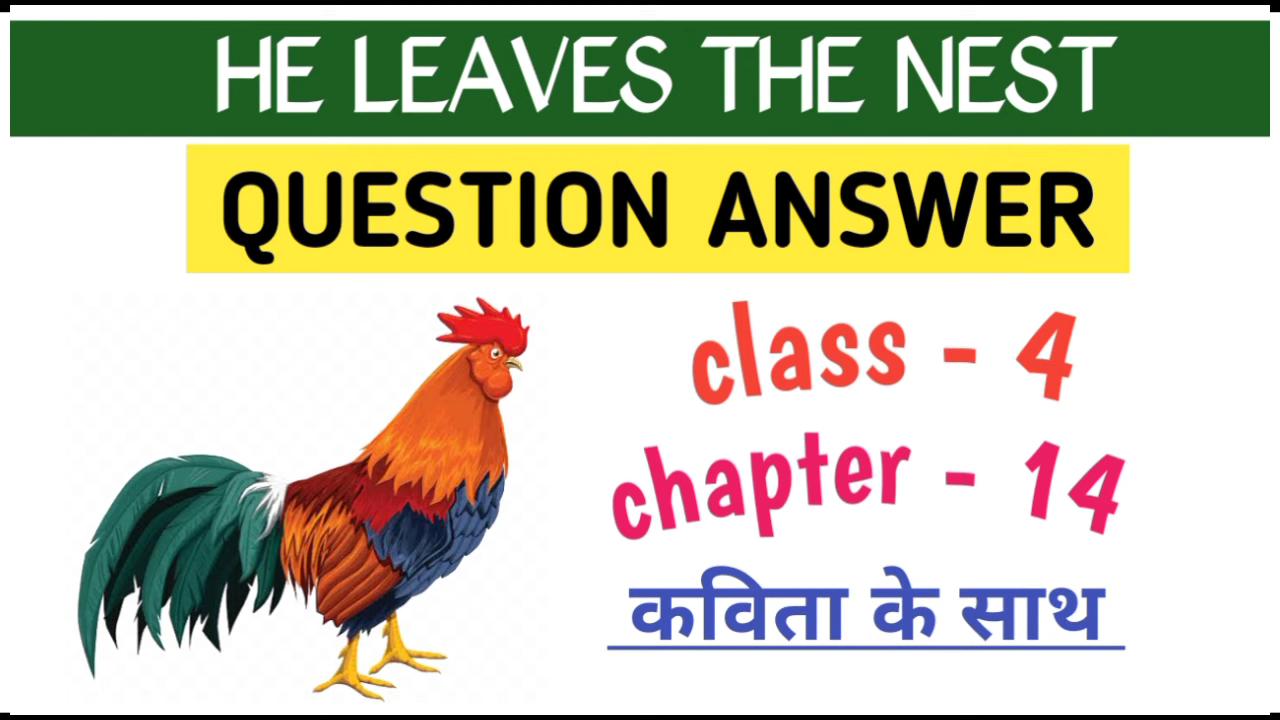 HE LEAVES THE NEST
QUESTION ANSWER
class - 4
chapter - 14
कविता के साथ